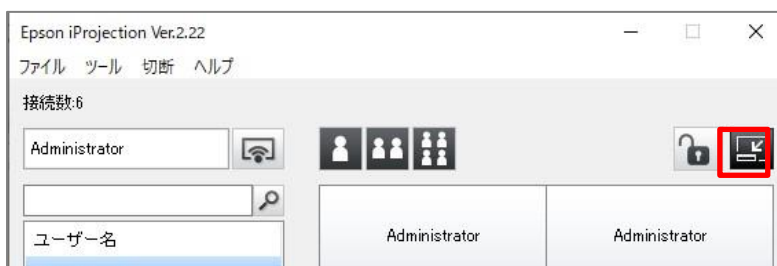 Epson iProjection Ver.2.22
ファイル ツール 切断 ヘルプ
接続数:6
Administrator
ユーザー名
Administrator Administrator